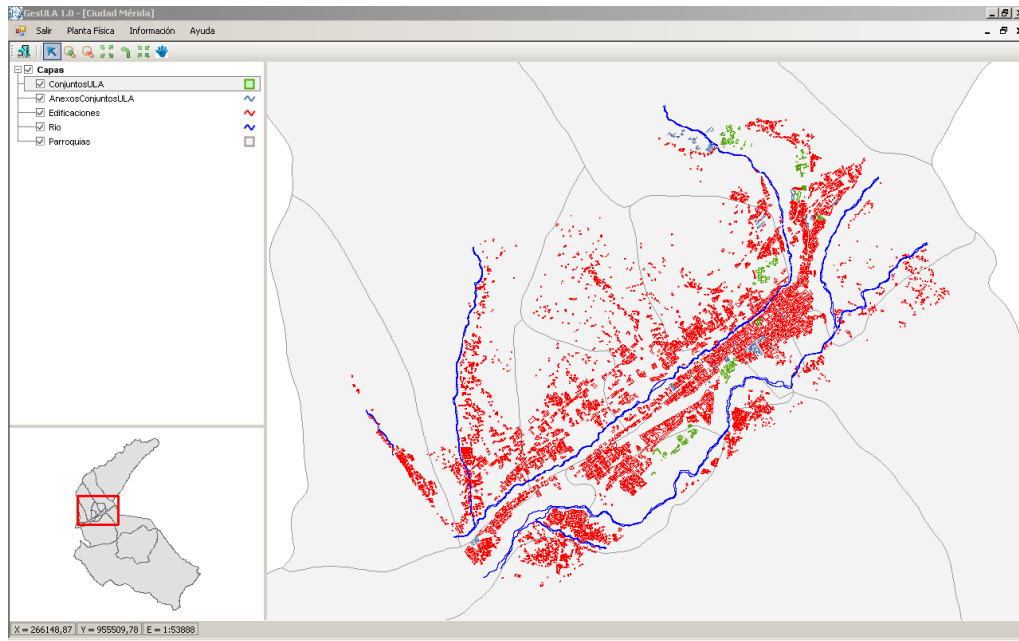 GesULA 1.0 - [Ciudad Mérida]
Salir Planta Física Información Ayuda
Capas
ConjuntosULA
AnexosConjuntosULA
Edificaciones
Rio
Parroquias
X = 266148,87 Y = 955509,78 E = 1:53888